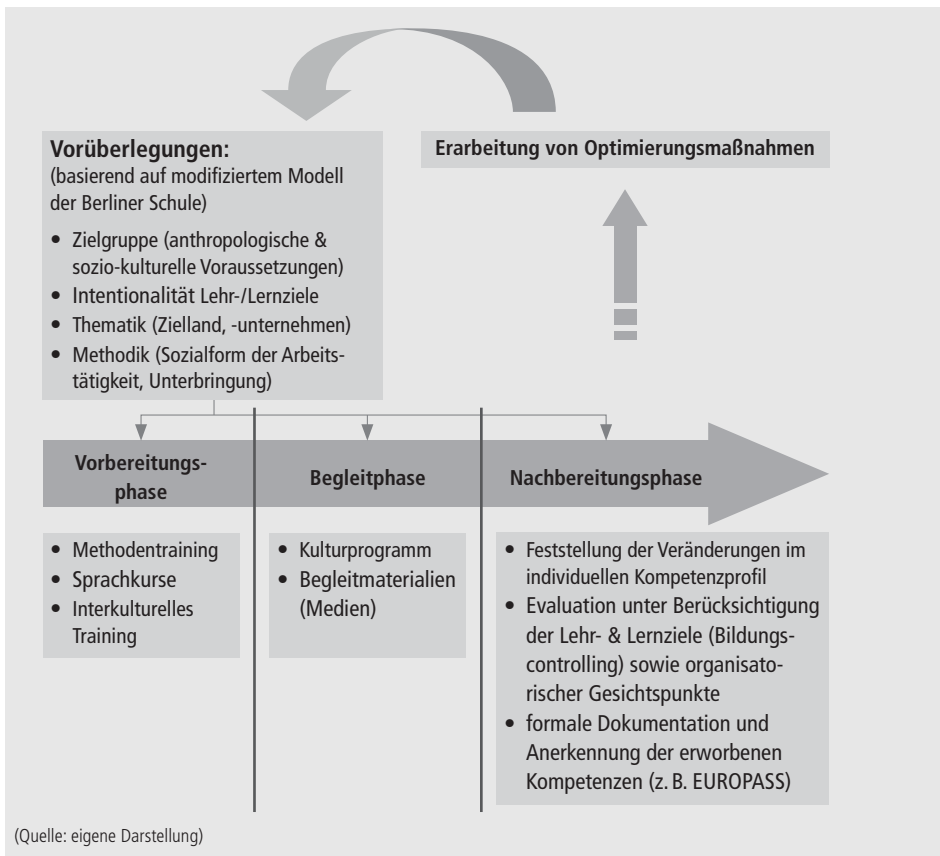 Vorüberlegungen:
(basierend auf modifiziertem Modell
der Berliner Schule)
• Zielgruppe (anthropologische &
sozio-kulturelle Voraussetzungen)
• Intentionalität Lehr-/Lernziele
• Thematik (Zielland, -unternehmen)
• Methodik (Sozialform der Arbeits-
tätigkeit, Unterbringung)
Erarbeitung von Optimierungsmaßnahmen
Vorbereitungs-
phase
Begleitphase
Nachbereitungsphase
• Methodentraining
• Sprachkurse
• Interkulturelles
Training
• Kulturprogramm
• Begleitmaterialien
(Medien)
• Feststellung der Veränderungen im
individuellen Kompetenzprofil
• Evaluation unter Berücksichtigung
der Lehr- & Lernziele (Bildungs-
controlling) sowie organisato-
rischer Gesichtspunkte
• formale Dokumentation und
Anerkennung der erworbenen
Kompetenzen (z. B. EUROPASS)
(Quelle: eigene Darstellung)